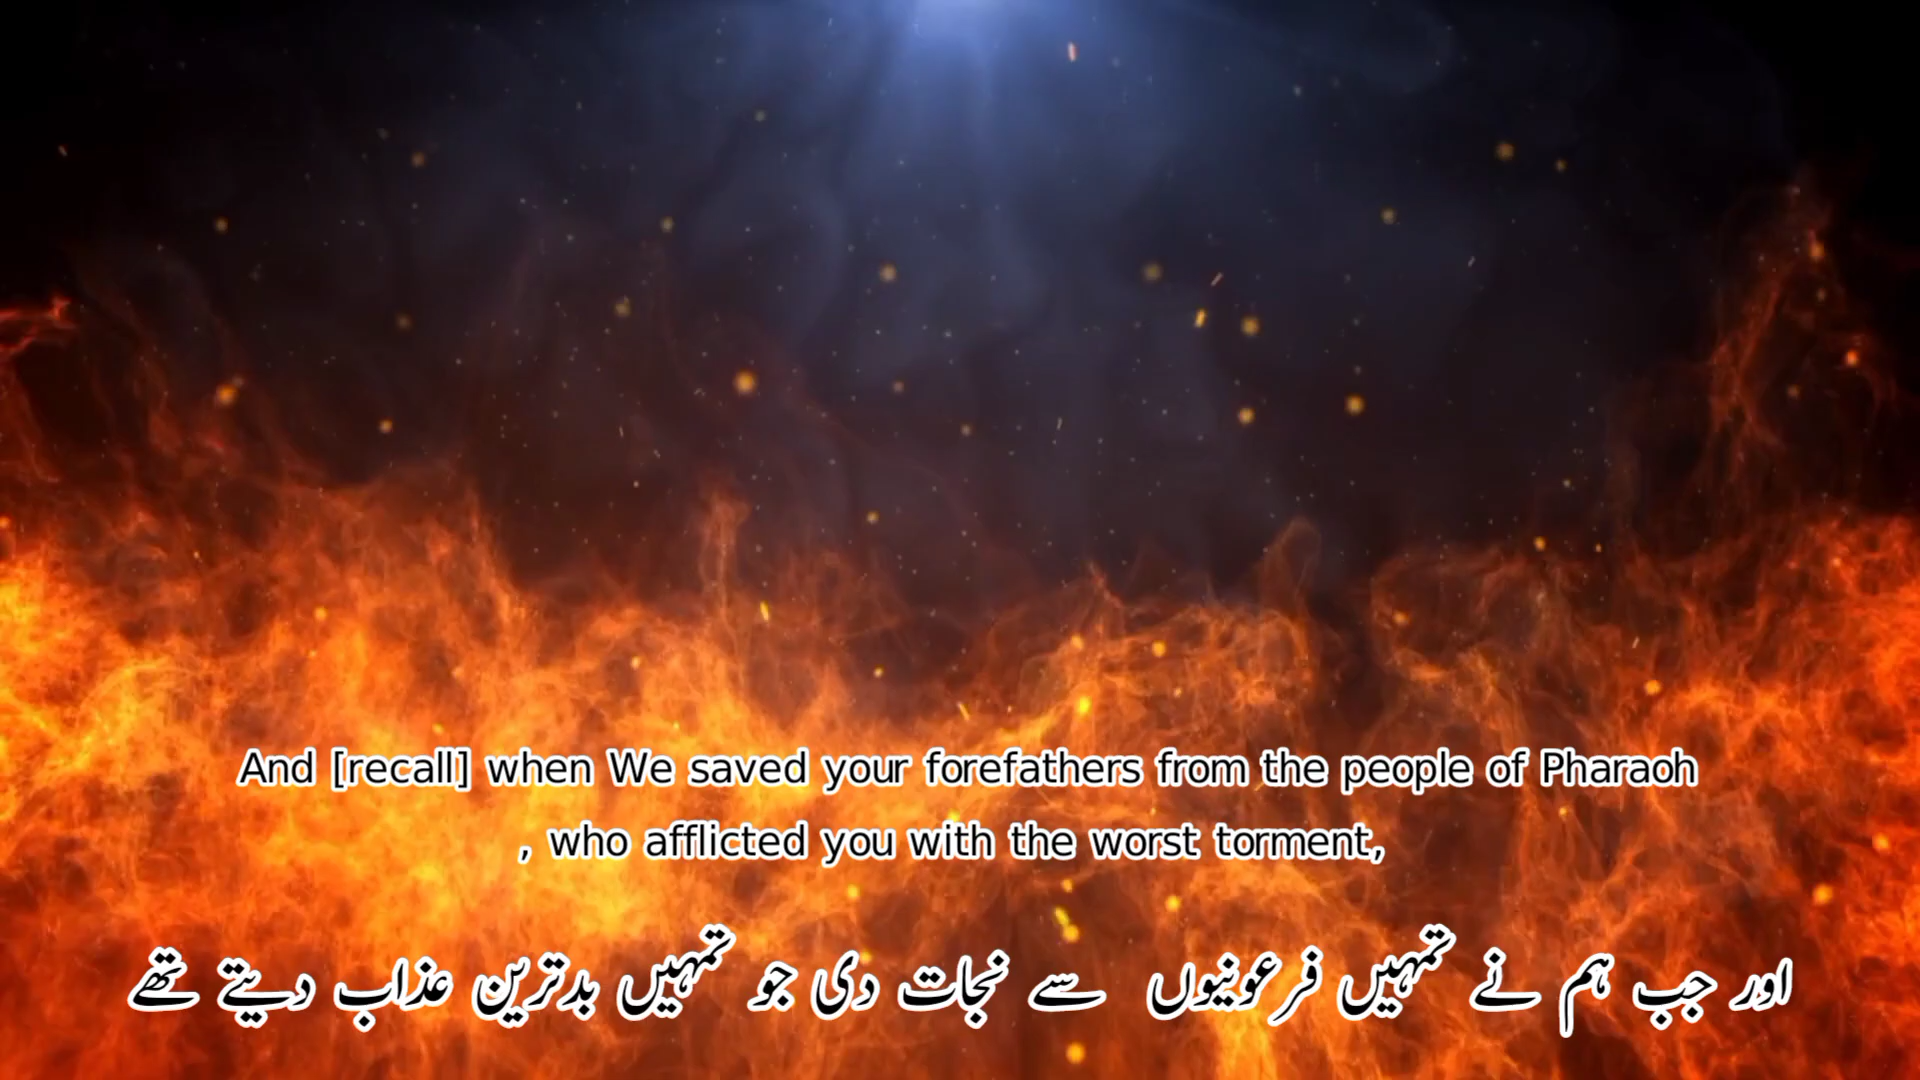 And [recall] when We saved your forefathers from the people of Pharaoh
, who afflicted you with the worst torment,
اور جب ہم نے تمہیں فرعونیوں سے نجات دی جو تمہیں بدترین عذاب دیتے تھے